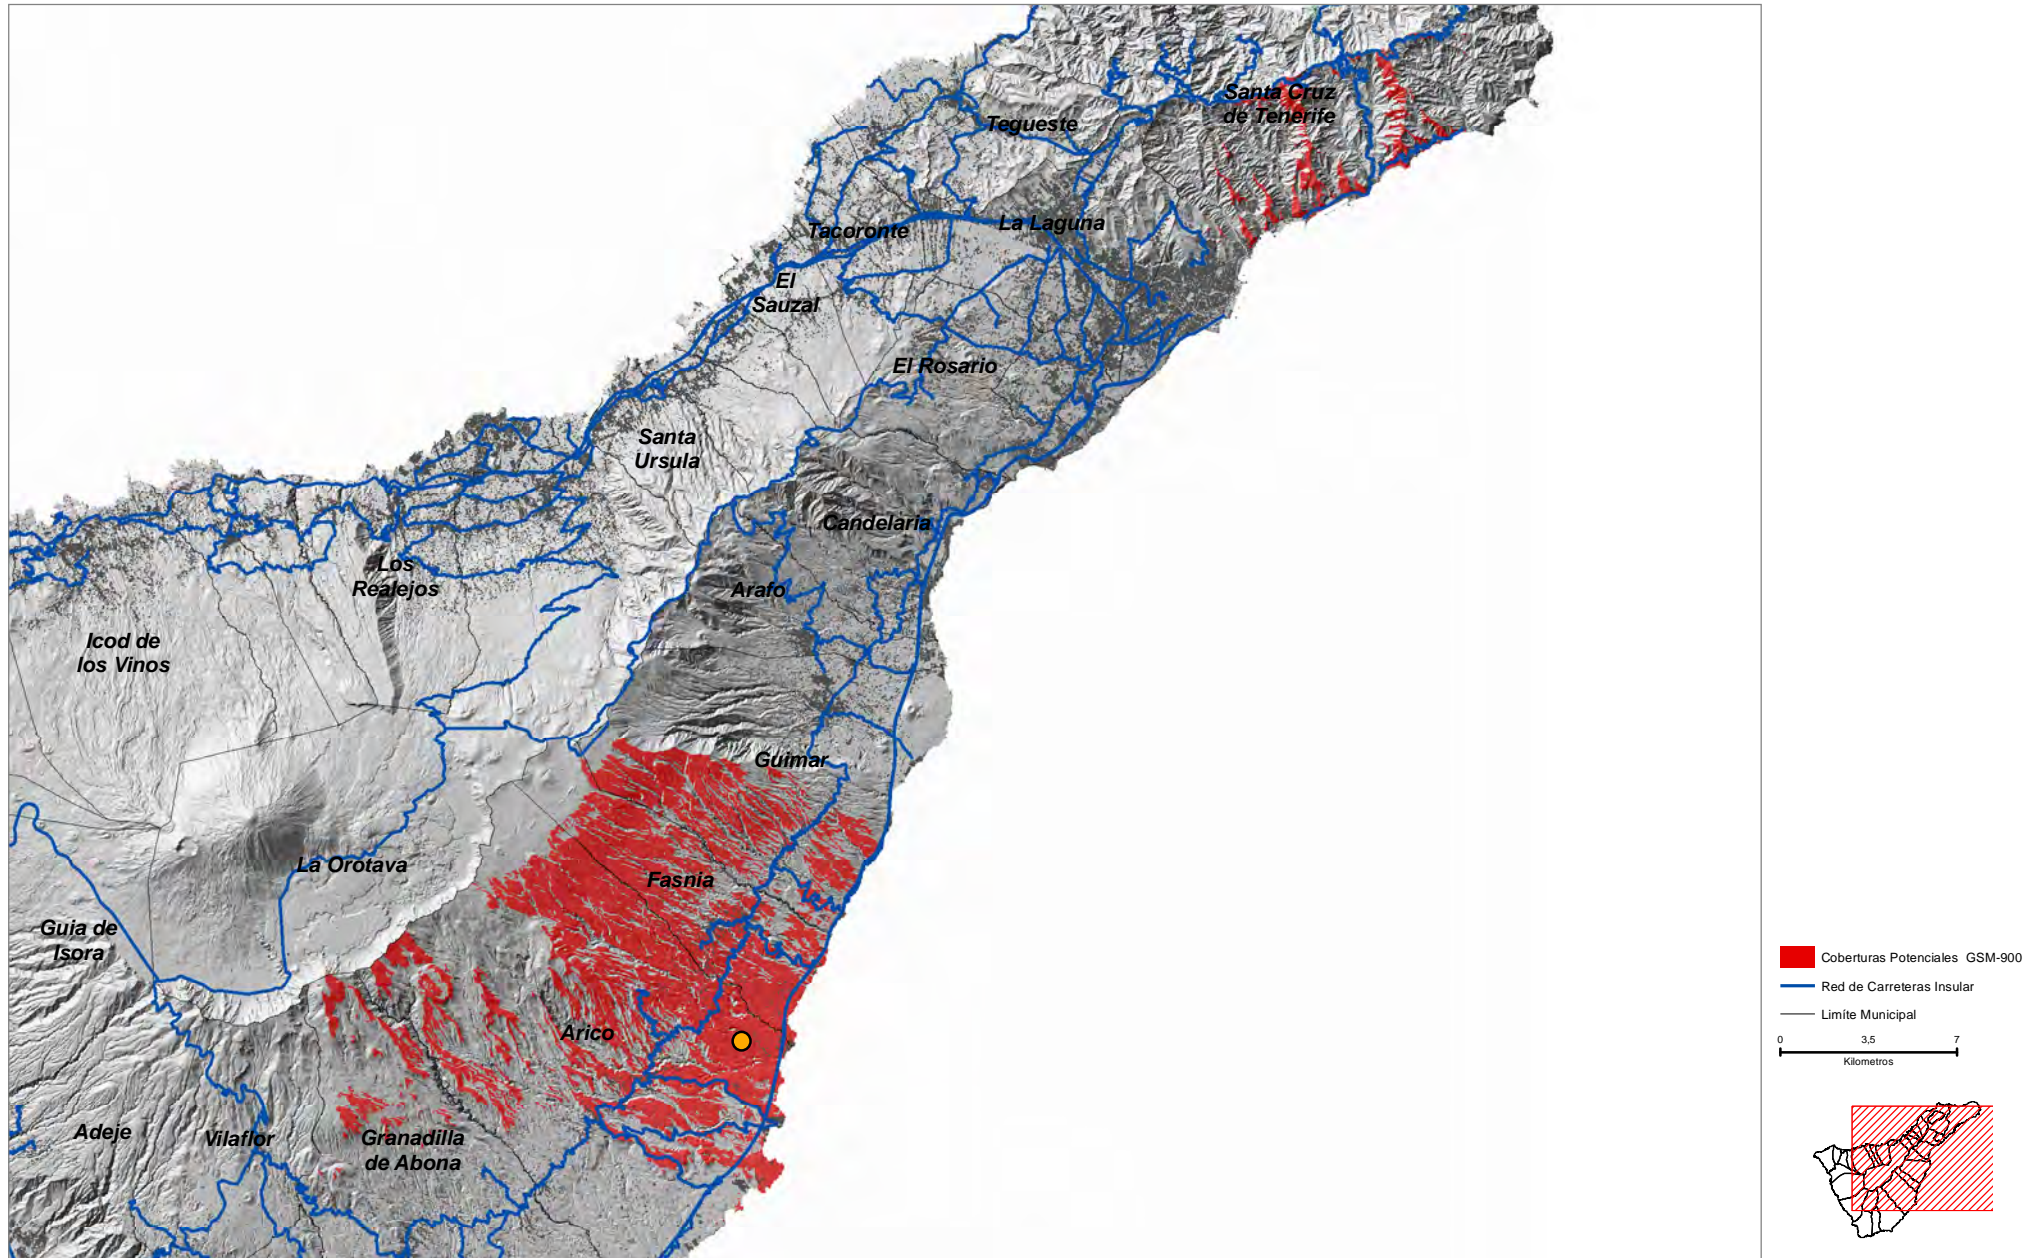 Santa Cruz
de Tenerife
Tegueste
La Laguna
Tacoronte
El
Sauzal
El Rosario
Santa
Ursula
Candelaria
Los
Realejos
Arafo
Icod de
los Vinos
Guimar
La Orotava
Fasnia
Guia de
Isora
Arico
Adeje
Vilaflor
Granadilla
de Abona
Coberturas Potenciales GSM-900
Red de Carreteras Insular
Limíte Municipal
0 3,5 7
Kilometros